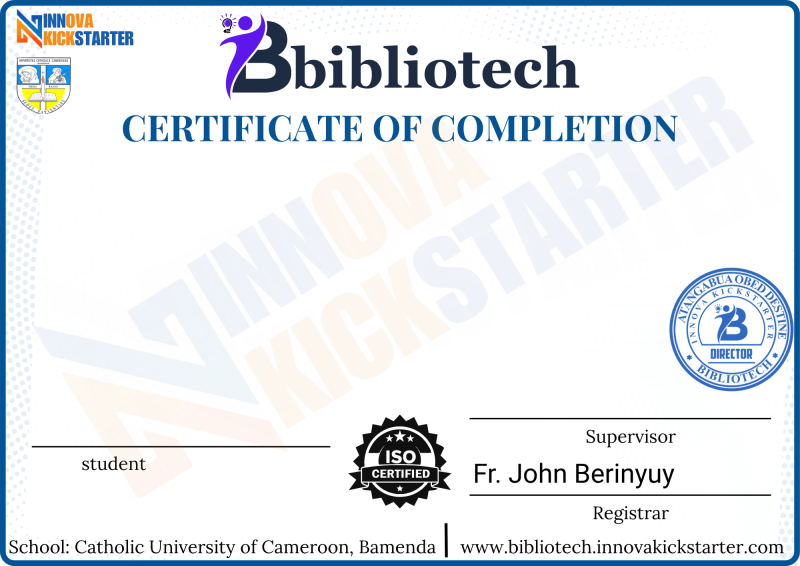 INNOVA
KICKSTARTER
Bbibliotech
CERTIFICATE OF COMPLETION
INNOVA
KICKSTARTER
ATANGABUA OBED DESTINE
INNOVA KICKSTARTER
B
DIRECTOR
BIBLIOTECH
student
ISO
CERTIFIED
Supervisor
Fr. John Berinyuy
Registrar
School: Catholic University of Cameroon, Bamenda
www.bibliotech.innovakickstarter.com